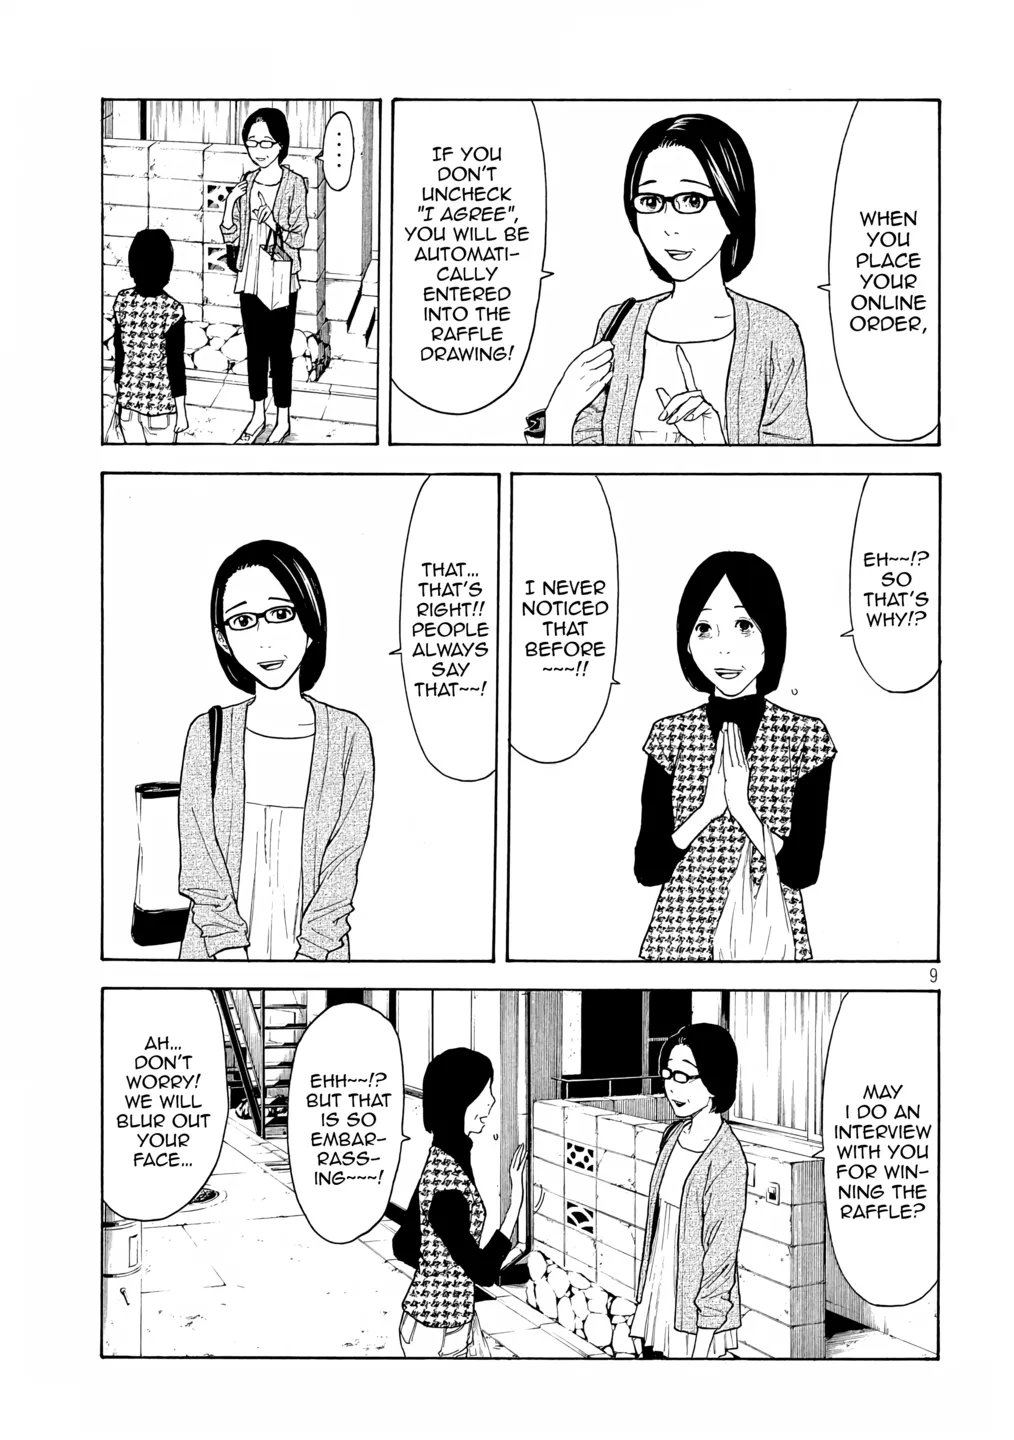 WHEN
YOU
PLACE
YOUR
ONLINE
ORDER,
IF YOU
DON'T
UNCHECK
"I AGREE",
YOU WILL BE
AUTOMATI-
CALLY
ENTERED
INTO THE
RAFFLE
DRAWING!
....
EH~~!?
SO
THAT'S
WHY!?
I NEVER
NOTICED
THAT
BEFORE
~~~!!
THAT...
THAT'S
RIGHT!!
PEOPLE
ALWAYS
SAY
THAT~~!
9
MAY
I DO AN
INTERVIEW
WITH YOU
FOR WIN-
NING THE
RAFFLE?
EHH~~!?
BUT THAT
IS SO
EMBAR-
RASS-
ING~~~!
AH...
DON'T
WORRY!
WE WILL
BLUR OUT
YOUR
FACE...